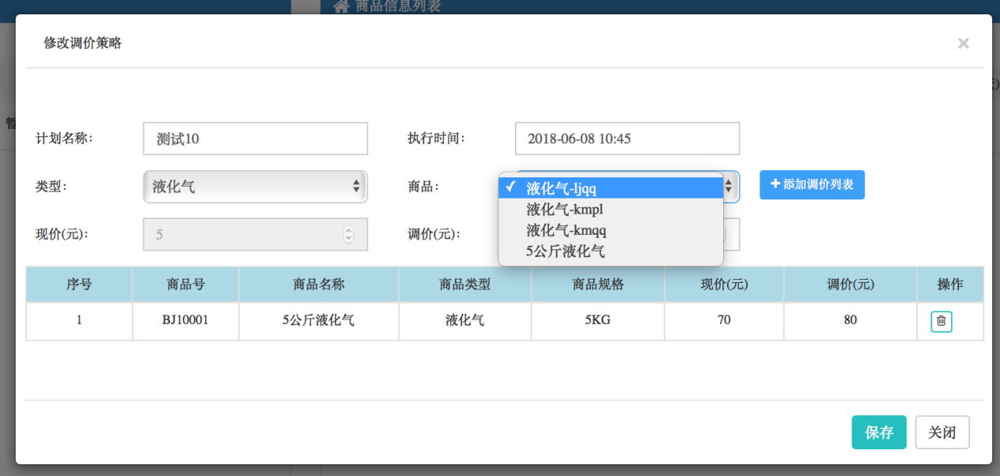 商品信息列表
修改调价策略
×
暂
计划名称:
测试10
执行时间:
2018-06-08 10:45
类型:
液化气
商品:
✓ 液化气-ljqq
液化气-kmpl
液化气-kmqq
5公斤液化气
+ 添加调价列表
现价(元):
5
调价(元):
序号 商品号 商品名称 商品类型 商品规格 现价(元) 调价(元) 操作
1 BJ10001 5公斤液化气 液化气 5KG 70 80
保存
关闭